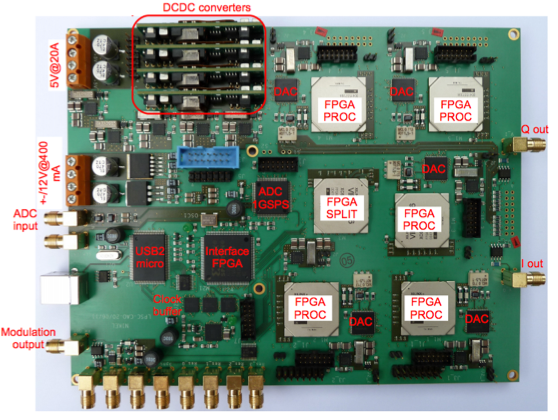 DCDC converters
5V@20A
DAC
FPGA
PROC
DAC
FPGA
PROC
Q out
+-/12V@400
mA
ADC
1GSPS
FPGA
SPLIT
DAC
FPGA
PROC
ADC
input
USB2
micro
Interface
FPGA
I out
Clock
buffer
FPGA
PROC
DAC
FPGA
PROC
DAC
Modulation
output